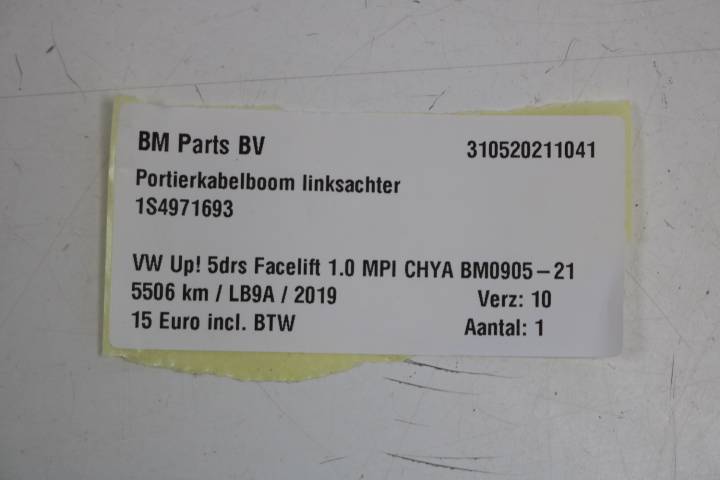 BM Parts BV 310520211041
Portierkabelboom linksachter
1S4971693
VW Up! 5drs Facelift 1.0 MPI CHYA BM0905-21
5506 km / LB9A / 2019 Verz: 10
15 Euro incl. BTW Aantal: 1